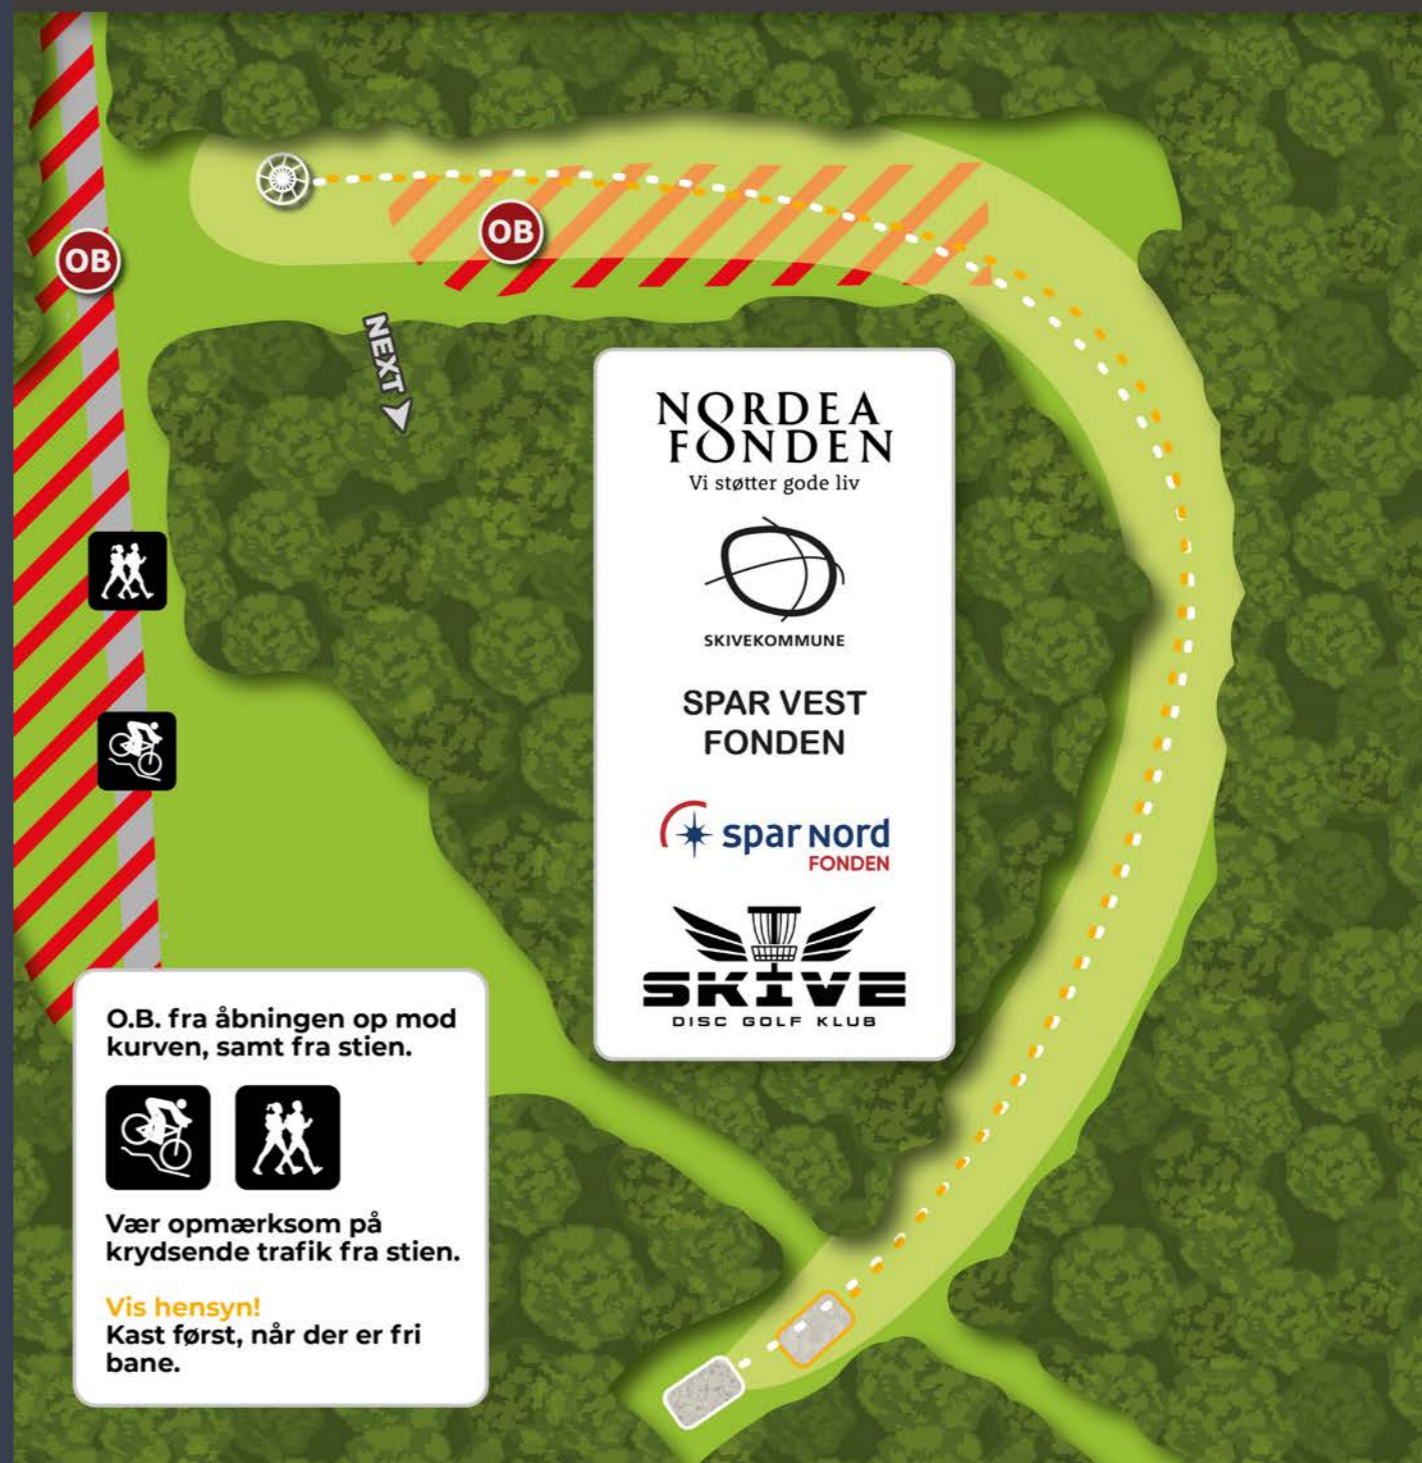 OB
OB
NEXT
NORDEA
FONDEN
Vi støtter gode liv
SKIVEKOMMUNE
SPAR VEST
FONDEN
spar nord
FONDEN
SKIVE
DISC GOLF KLUB
O.B. fra åbningen op mod
kurven, samt fra stien.
Vær opmærksom på
krydsende trafik fra stien.
Vis hensyn!
Kast først, når der er fri
bane.